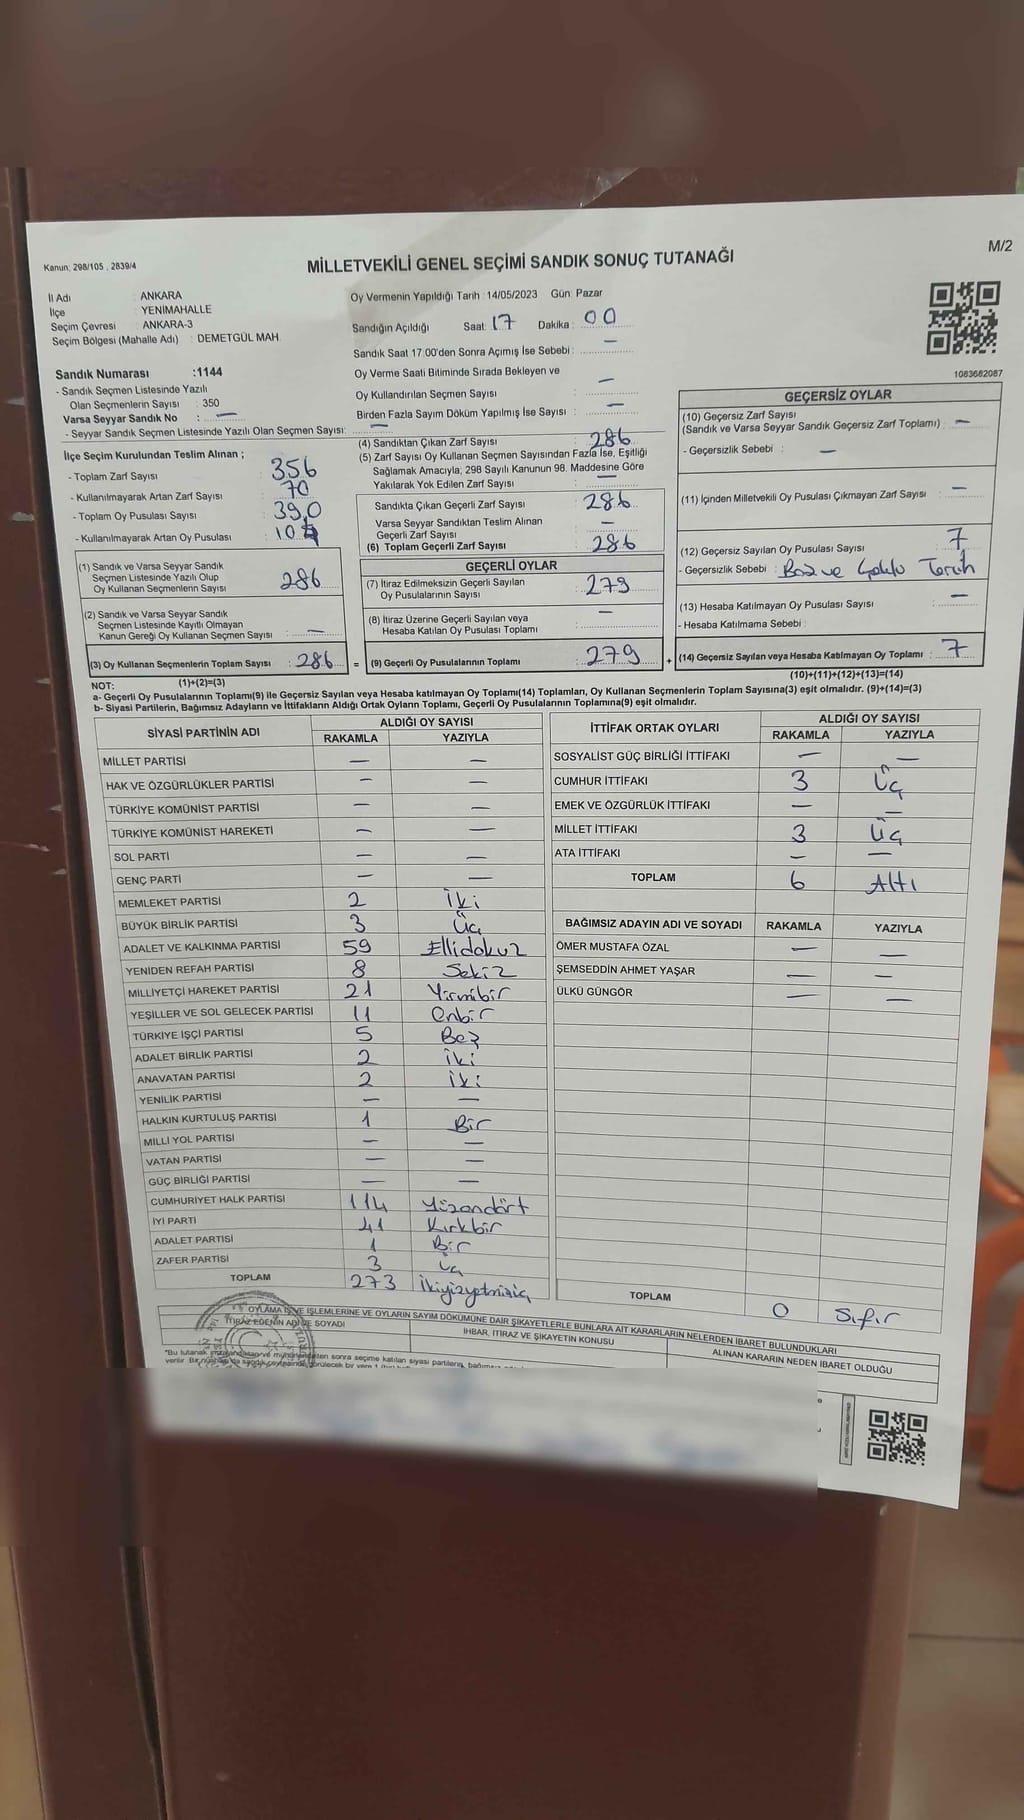 M/2
Kanun; 298/105 , 2839/4
MİLLETVEKİLİ GENEL SEÇİMİ SANDIK SONUÇ TUTANAĞI
İl Adı : ANKARA
İlçe YENİMAHALLE
Seçim Çevresi : ANKARA-3
Seçim Bölgesi (Mahalle Adı) : DEMETGÜL MAH.
Oy Vermenin Yapıldığı Tarih : 14/05/2023 Gün: Pazar
Sandığın Açıldığı Saat: 17 Dakika : 00
Sandık Saat 17.00'den Sonra Açımış İse Sebebi : —
Oy Verme Saati Bitiminde Sırada Bekleyen ve
Oy Kullandırılan Seçmen Sayısı : —
Birden Fazla Sayım Döküm Yapılmış İse Sayısı : —
1083682087
Sandık Numarası :1144
- Sandık Seçmen Listesinde Yazılı
Olan Seçmenlerin Sayısı : 350
Varsa Seyyar Sandık No : —
- Seyyar Sandık Seçmen Listesinde Yazılı Olan Seçmen Sayısı: —
İlçe Seçim Kurulundan Teslim Alınan ;
- Toplam Zarf Sayısı : 356
- Kullanılmayarak Artan Zarf Sayısı : 70
- Toplam Oy Pusulası Sayısı : 390
- Kullanılmayarak Artan Oy Pusulası :
(1) Sandık ve Varsa Seyyar Sandık
Seçmen Listesinde Yazılı Olup
Oy Kullanan Seçmenlerın Sayısı : 286
(2) Sandık ve Varsa Seyyar Sandık
Seçmen Listesinde Kayıtlı Olmayan
Kanun Gereği Oy Kullanan Seçmen Sayısı : —
(3) Oy Kullanan Seçmenlerin Toplam Sayısı : 286
(1)+(2)=(3)
(4) Sandıktan Çıkan Zarf Sayısı : 286
(5) Zarf Sayısı Oy Kullanan Seçmen Sayısından Fazla İse, Eşitliği
Sağlamak Amacıyla; 298 Sayılı Kanunun 98. Maddesine Göre
Yakılarak Yok Edilen Zarf Sayısı : —
Sandıkta Çıkan Geçerli Zarf Sayısı : 286
Varsa Seyyar Sandıktan Teslim Alınan
Geçerli Zarf Sayısı : —
(6) Toplam Geçerli Zarf Sayısı : 286
GEÇERLİ OYLAR
(7) İtiraz Edilmeksizin Geçerli Sayılan
Oy Pusulalarının Sayısı : 279
(8) İtiraz Üzerine Geçerli Sayılan veya
Hesaba Katılan Oy Pusulası Toplamı : —
= (9) Geçerli Oy Pusulalarının Toplamı : 279
GEÇERSİZ OYLAR
(10) Geçersiz Zarf Sayısı
(Sandık ve Varsa Seyyar Sandık Geçersiz Zarf Toplamı) : —
- Geçersizlik Sebebi : —
(11) İçinden Milletvekili Oy Pusulası Çıkmayan Zarf Sayısı : —
(12) Geçersiz Sayılan Oy Pusulası Sayısı : 7
- Geçersizlik Sebebi : Boş ve Çoklu Tercih
(13) Hesaba Katılmayan Oy Pusulası Sayısı : —
- Hesaba Katılmama Sebebi :
+ (14) Geçersiz Sayılan veya Hesaba Katılmayan Oy Toplamı : 7
(10)+(11)+(12)+(13)=(14)
NOT:
a- Geçerli Oy Pusulalarının Toplamı(9) ile Geçersiz Sayılan veya Hesaba katılmayan Oy Toplamı(14) Toplamları, Oy Kullanan Seçmenlerin Toplam Sayısına(3) eşit olmalıdır. (9)+(14)=(3)
b- Siyasi Partilerin, Bağımsız Adayların ve İttifakların Aldığı Ortak Oyların Toplamı, Geçerli Oy Pusulalarının Toplamına(9) eşit olmalıdır.
SİYASİ PARTİNİN ADI ALDIĞI OY SAYISI
RAKAMLA YAZIYLA
MİLLET PARTİSİ — —
HAK VE ÖZGÜRLÜKLER PARTİSİ — —
TÜRKİYE KOMÜNİST PARTİSİ — —
TÜRKİYE KOMÜNİST HAREKETİ — —
SOL PARTİ — —
GENÇ PARTİ — —
MEMLEKET PARTİSİ 2 İki
BÜYÜK BİRLİK PARTİSİ 3 Üç
ADALET VE KALKINMA PARTİSİ 59 Ellidokuz
YENİDEN REFAH PARTİSİ 8 Sekiz
MİLLİYETÇİ HAREKET PARTİSİ 21 Yirmibir
YEŞİLLER VE SOL GELECEK PARTİSİ 11 Onbir
TÜRKİYE İŞÇİ PARTİSİ 5 Beş
ADALET BİRLİK PARTİSİ 2 iki
ANAVATAN PARTİSİ 2 iki
YENİLİK PARTİSİ — —
HALKIN KURTULUŞ PARTİSİ 1 Bir
MİLLİ YOL PARTİSİ — —
VATAN PARTİSİ — —
GÜÇ BİRLİĞİ PARTİSİ — —
CUMHURİYET HALK PARTİSİ 114 Yüzondört
İYİ PARTİ 41 Kırkbir
ADALET PARTİSİ 1 Bir
ZAFER PARTİSİ 3 üç
TOPLAM 273 ikiyüzyetmişüç
İTTİFAK ORTAK OYLARI ALDIĞI OY SAYISI
RAKAMLA YAZIYLA
SOSYALİST GÜÇ BİRLİĞİ İTTİFAKI — —
CUMHUR İTTİFAKI 3 Üç
EMEK VE ÖZGÜRLÜK İTTİFAKI — —
MİLLET İTTİFAKI 3 Üç
ATA İTTİFAKI — —
TOPLAM 6 Altı
BAĞIMSIZ ADAYIN ADI VE SOYADI RAKAMLA YAZIYLA
ÖMER MUSTAFA ÖZAL — —
ŞEMSEDDİN AHMET YAŞAR — —
ÜLKÜ GÜNGÖR — —
TOPLAM 0 Sıfır
OYLAMA İŞ VE İŞLEMLERİNE VE OYLARIN SAYIM DÖKÜMÜNE DAİR ŞİKAYETLERLE BUNLARA AİT KARARLARIN NELERDEN İBARET BULUNDUKLARI
İTİRAZ EDENİN ADI VE SOYADI İHBAR, İTİRAZ VE ŞİKAYETİN KONUSU ALINAN KARARIN NEDEN İBARET OLDUĞU
"Bu tutanak sonra seçime katılan siyasi partilerin,